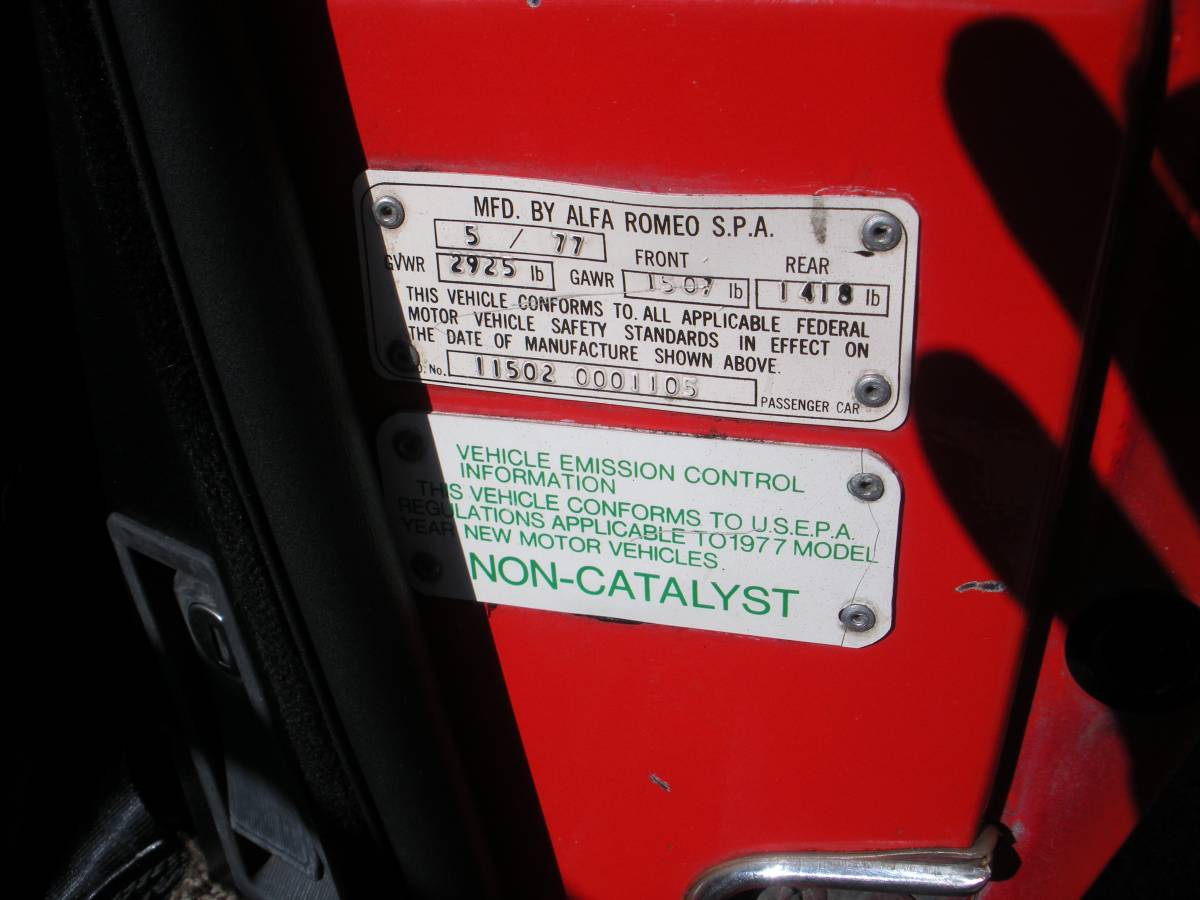 MFD. BY ALFA ROMEO S.P.A.
5 / 77
FRONT REAR
GVWR 2925 lb GAWR 1507 lb 1418 lb
THIS VEHICLE CONFORMS TO. ALL APPLICABLE FEDERAL
MOTOR VEHICLE SAFETY STANDARDS IN EFFECT ON
THE DATE OF MANUFACTURE SHOWN ABOVE.
No. 11502 0001105 PASSENGER CAR
VEHICLE EMISSION CONTROL
INFORMATION
THIS VEHICLE CONFORMS TO U.S.E.P.A.
REGULATIONS APPLICABLE TO 1977 MODEL
YEAR NEW MOTOR VEHICLES.
NON-CATALYST